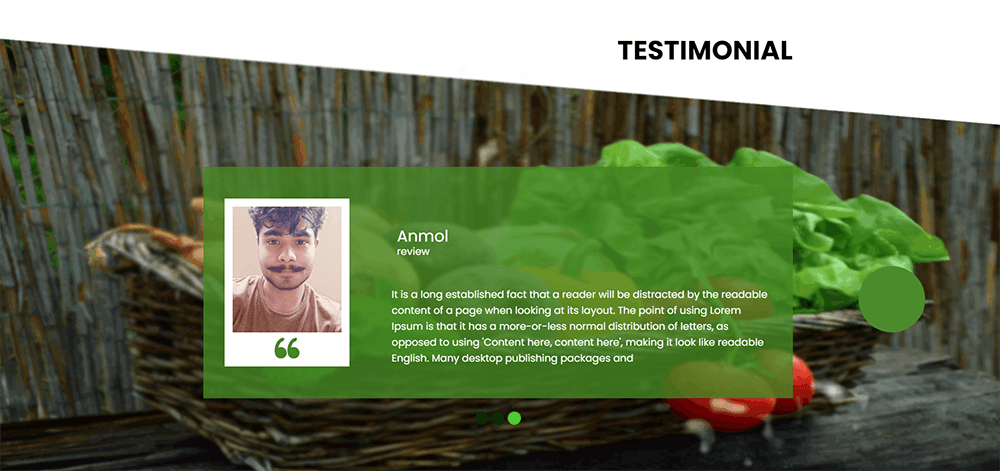 TESTIMONIAL
Anmol
review
It is a long established fact that a reader will be distracted by the readable
content of a page when looking at its layout. The point of using Lorem
Ipsum is that it has a more-or-less normal distribution of letters, as
opposed to using 'Content here, content here', making it look like readable
English. Many desktop publishing packages and